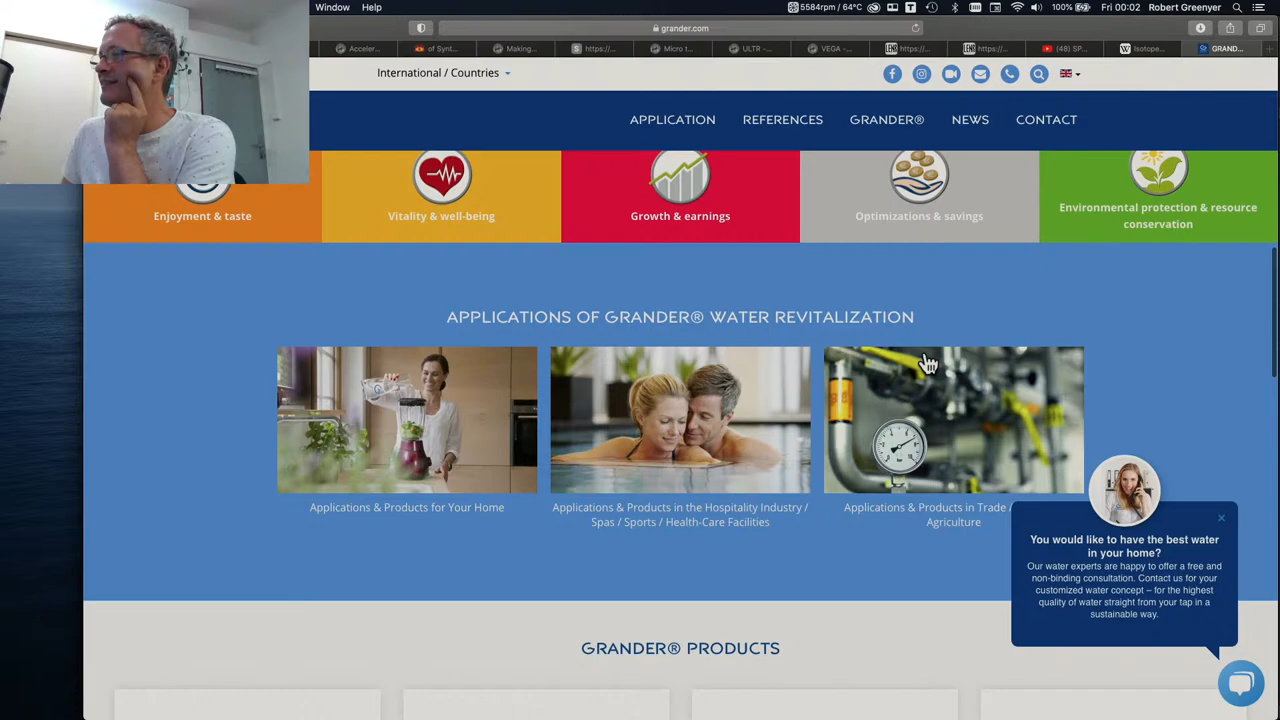 Window Help
5584rpm / 64°C
100%
Fri 00:02
Robert Greenyer
grander.com
Acceler...
of Synt...
Making...
https:/...
Micro t...
ULTR -...
VEGA -...
https://...
https://...
(48) SP...
Isotope...
GRAND...
International / Countries
APPLICATION REFERENCES GRANDER® NEWS CONTACT
Enjoyment & taste
Vitality & well-being
Growth & earnings
Optimizations & savings
Environmental protection & resource
conservation
APPLICATIONS OF GRANDER® WATER REVITALIZATION
Applications & Products for Your Home
Applications & Products in the Hospitality Industry /
Spas / Sports / Health-Care Facilities
Applications & Products in Trade /
Agriculture
You would like to have the best water
in your home?
Our water experts are happy to offer a free and
non-binding consultation. Contact us for your
customized water concept – for the highest
quality of water straight from your tap in a
sustainable way.
GRANDER® PRODUCTS